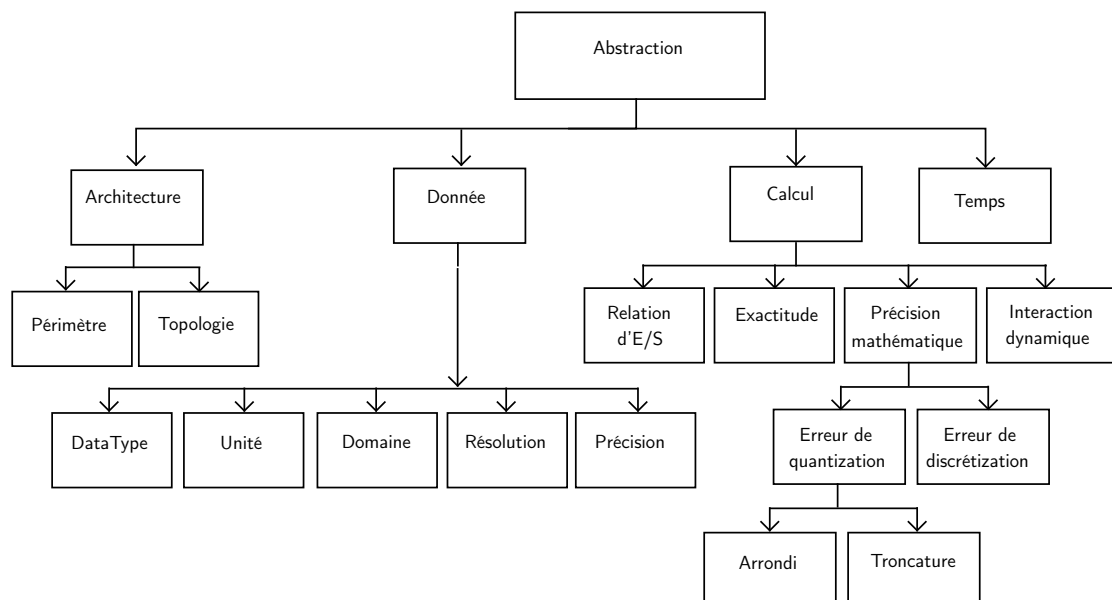 Abstraction
Architecture
Donnée
Calcul
Temps
Périmètre
Topologie
Relation
d'E/S
Exactitude
Précision
mathématique
Interaction
dynamique
DataType
Unité
Domaine
Résolution
Précision
Erreur de
quantization
Erreur de
discrétization
Arrondi
Troncature